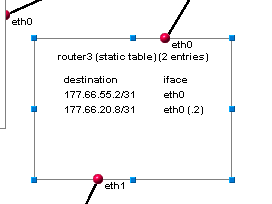 eth0
eth0
router3 (static table)(2 entries)
destination iface
177.66.55.2/31 eth0
177.66.20.8/31 eth0 (.2)
eth1